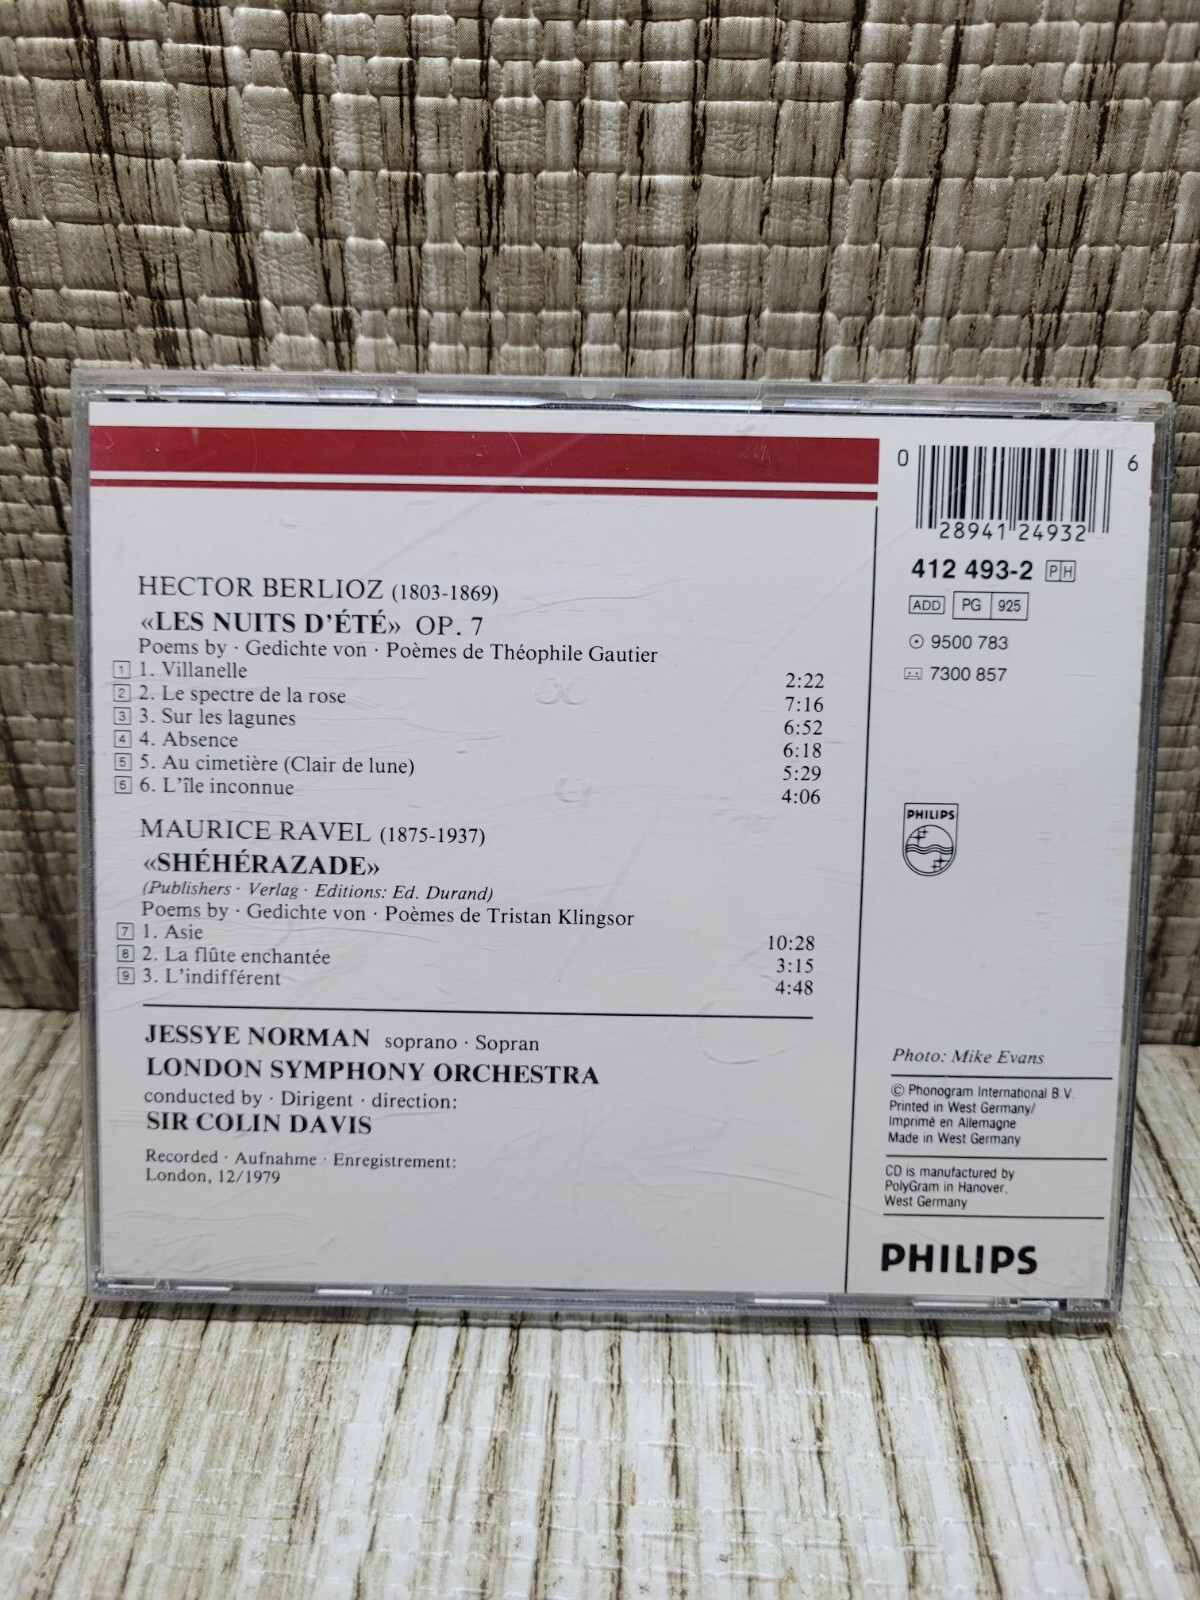 HECTOR BERLIOZ (1803-1869)
«LES NUITS D'ÉTÉ» OP. 7
Poems by · Gedichte von · Poèmes de Théophile Gautier
1 1. Villanelle 2:22
2 2. Le spectre de la rose 7:16
3 3. Sur les lagunes 6:52
4 4. Absence 6:18
5 5. Au cimetière (Clair de lune) 5:29
6 6. L'île inconnue 4:06
MAURICE RAVEL (1875-1937)
«SHÉHÉRAZADE»
(Publishers · Verlag · Editions: Ed. Durand)
Poems by · Gedichte von · Poèmes de Tristan Klingsor
7 1. Asie 10:28
8 2. La flûte enchantée 3:15
9 3. L'indifférent 4:48
JESSYE NORMAN soprano · Sopran
LONDON SYMPHONY ORCHESTRA
conducted by · Dirigent · direction:
SIR COLIN DAVIS
Recorded · Aufnahme · Enregistrement:
London, 12/1979
0 28941 24932 6
412 493-2 PH
ADD PG 925
9500 783
7300 857
PHILIPS
Photo: Mike Evans
© Phonogram International B.V.
Printed in West Germany/
Imprimé en Allemagne
Made in West Germany
CD is manufactured by
PolyGram in Hanover,
West Germany
PHILIPS